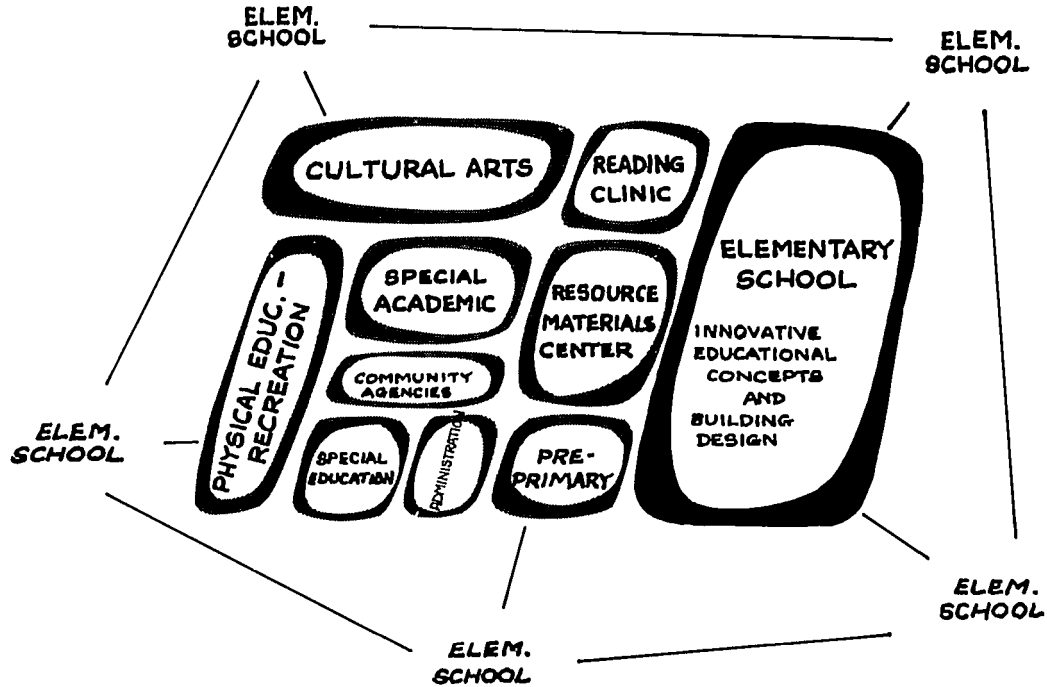 ELEM.
SCHOOL
ELEM.
SCHOOL
CULTURAL ARTS
READING
CLINIC
ELEMENTARY
SCHOOL
INNOVATIVE
EDUCATIONAL
CONCEPTS
AND
BUILDING
DESIGN
SPECIAL
ACADEMIC
RESOURCE
MATERIALS
CENTER
PHYSICAL EDUC. -
RECREATION
COMMUNITY
AGENCIES
SPECIAL
EDUCATION
ADMINISTRATION
PRE-
PRIMARY
ELEM.
SCHOOL
ELEM.
SCHOOL
ELEM.
SCHOOL